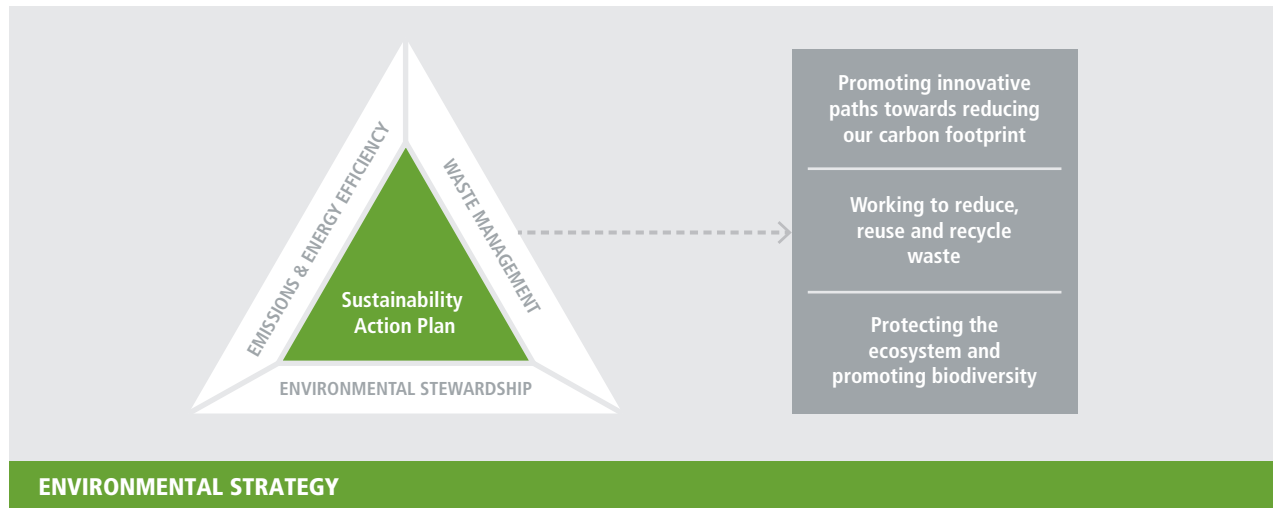 EMISSIONS & ENERGY EFFICIENCY
WASTE MANAGEMENT
Sustainability
Action Plan
ENVIRONMENTAL STEWARDSHIP
Promoting innovative
paths towards reducing
our carbon footprint
Working to reduce,
reuse and recycle
waste
Protecting the
ecosystem and
promoting biodiversity
ENVIRONMENTAL STRATEGY